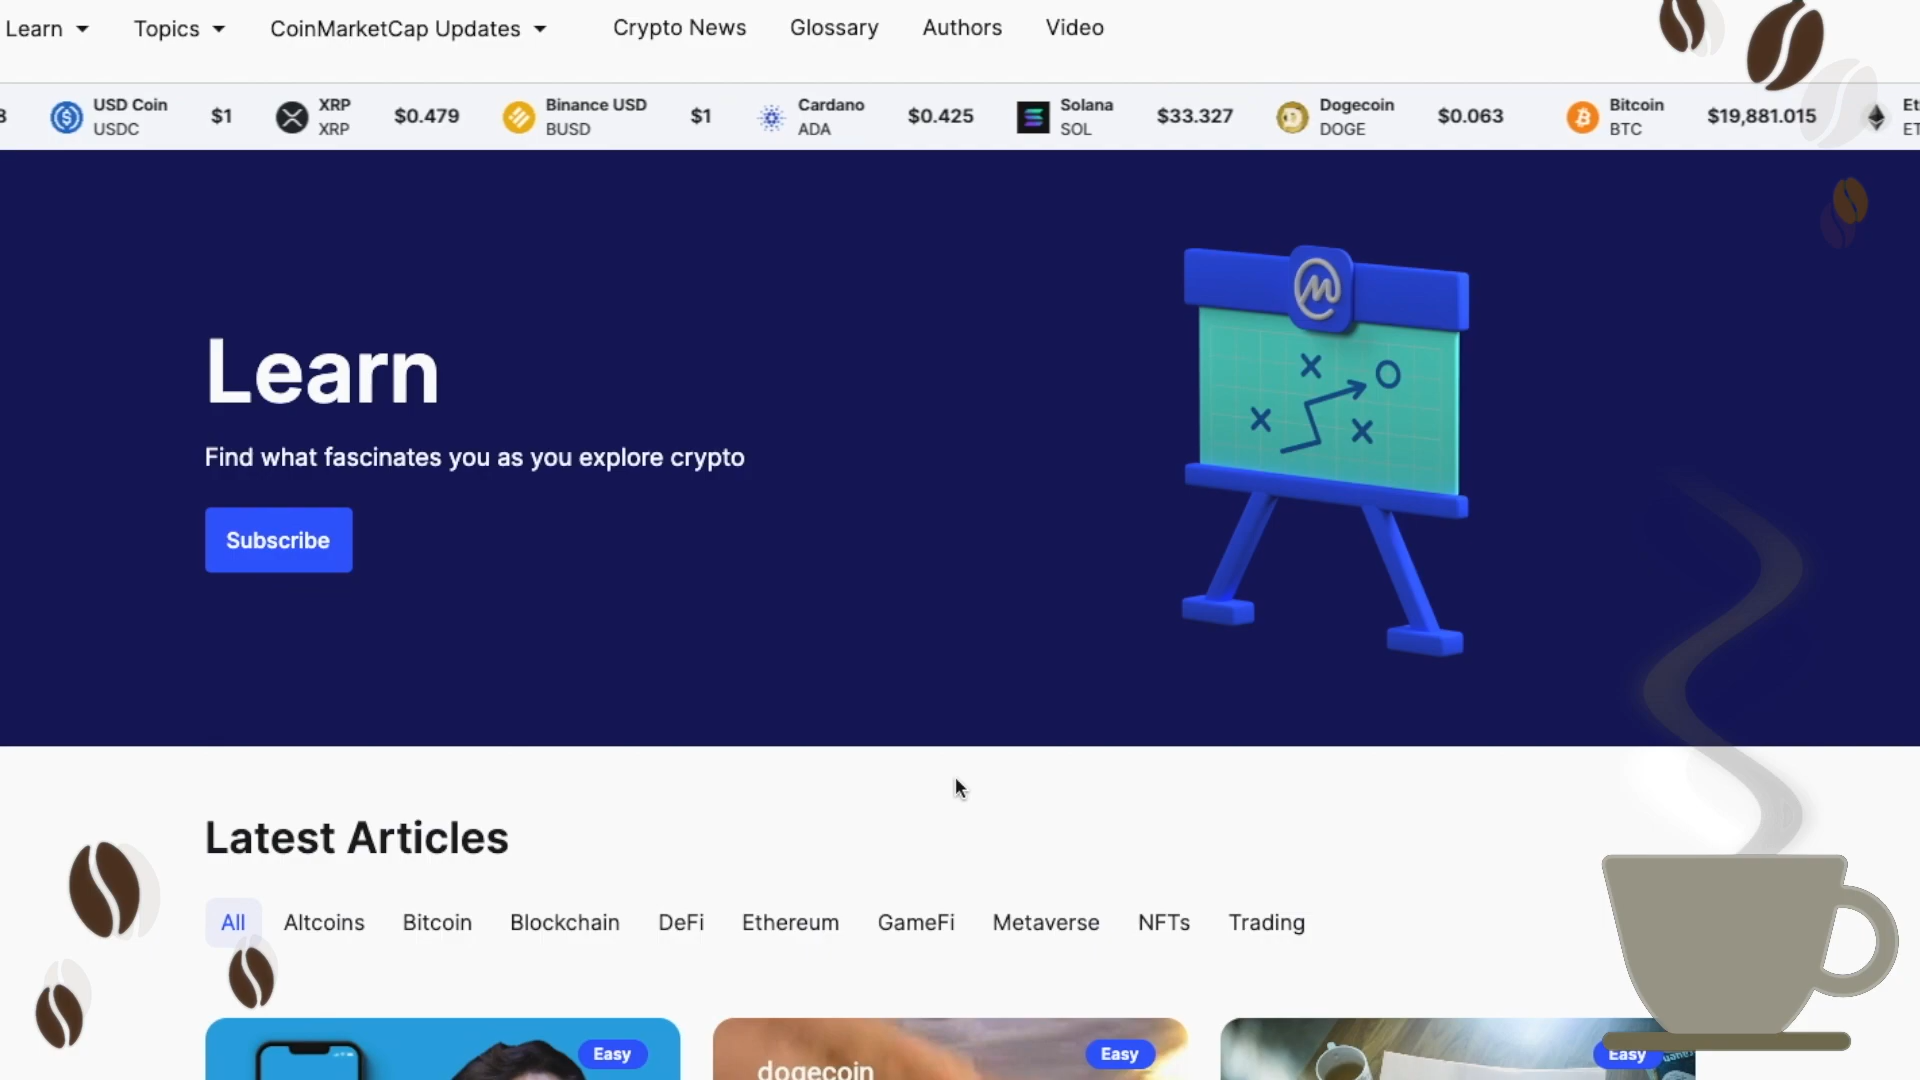 Learn Topics CoinMarketCap Updates Crypto News Glossary Authors Video
USD Coin USDC $1 XRP XRP $0.479 Binance USD BUSD $1 Cardano ADA $0.425 Solana SOL $33.327 Dogecoin DOGE $0.063 Bitcoin BTC $19,881.015
Learn
Find what fascinates you as you explore crypto
Subscribe
Latest Articles
All Altcoins Bitcoin Blockchain DeFi Ethereum GameFi Metaverse NFTs Trading
Easy Easy Easy
dogecoin